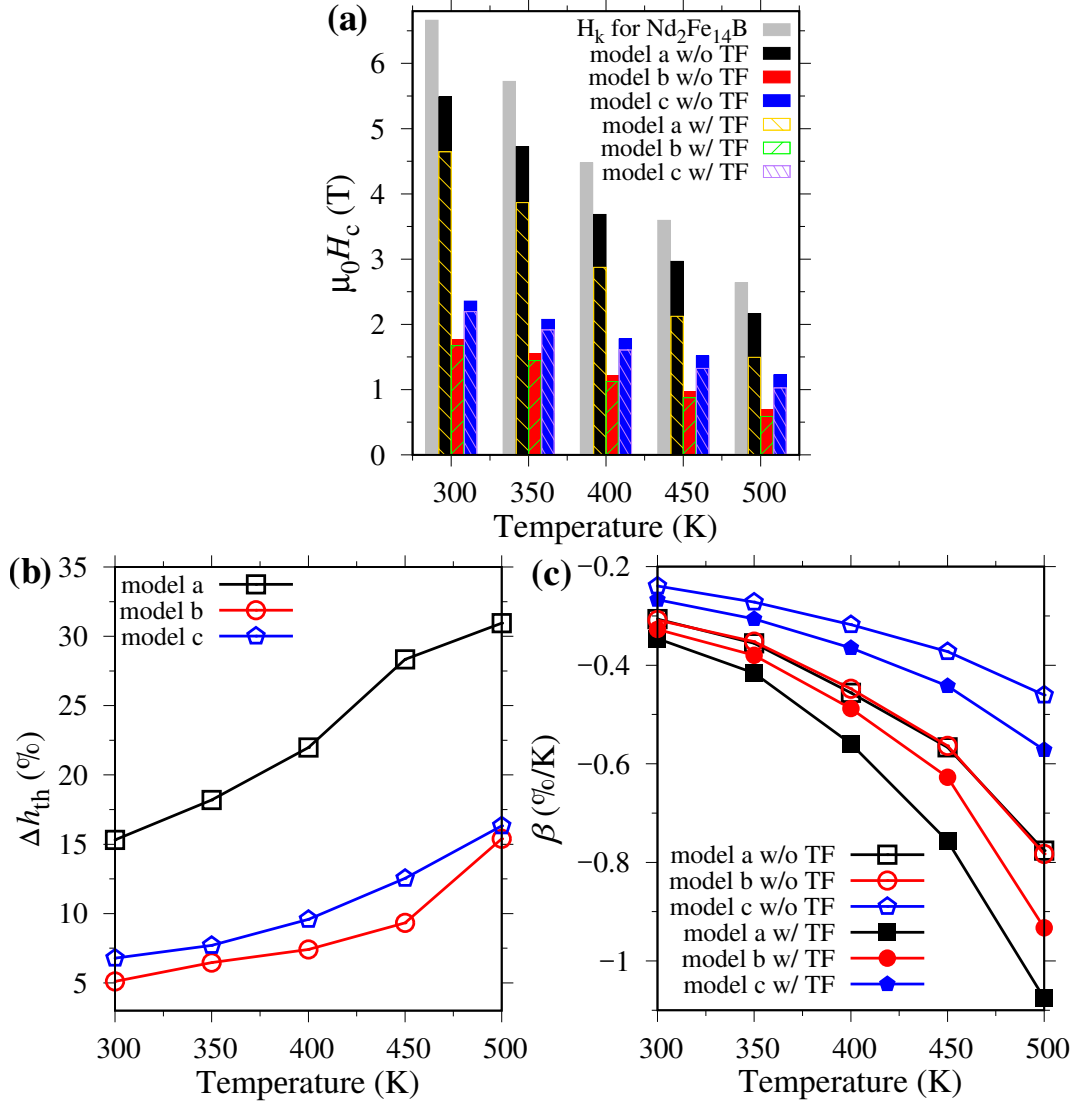 (a)
H_k for Nd₂Fe₁₄B
model a w/o TF
model b w/o TF
model c w/o TF
model a w/ TF
model b w/ TF
model c w/ TF
μ₀H_c (T)
6
5
4
3
2
1
0
300 350 400 450 500
Temperature (K)
(b)
model a
model b
model c
Δh_th (%)
35
30
25
20
15
10
5
300 350 400 450 500
Temperature (K)
(c)
β (%/K)
−0.2
−0.4
−0.6
−0.8
−1
model a w/o TF
model b w/o TF
model c w/o TF
model a w/ TF
model b w/ TF
model c w/ TF
300 350 400 450 500
Temperature (K)